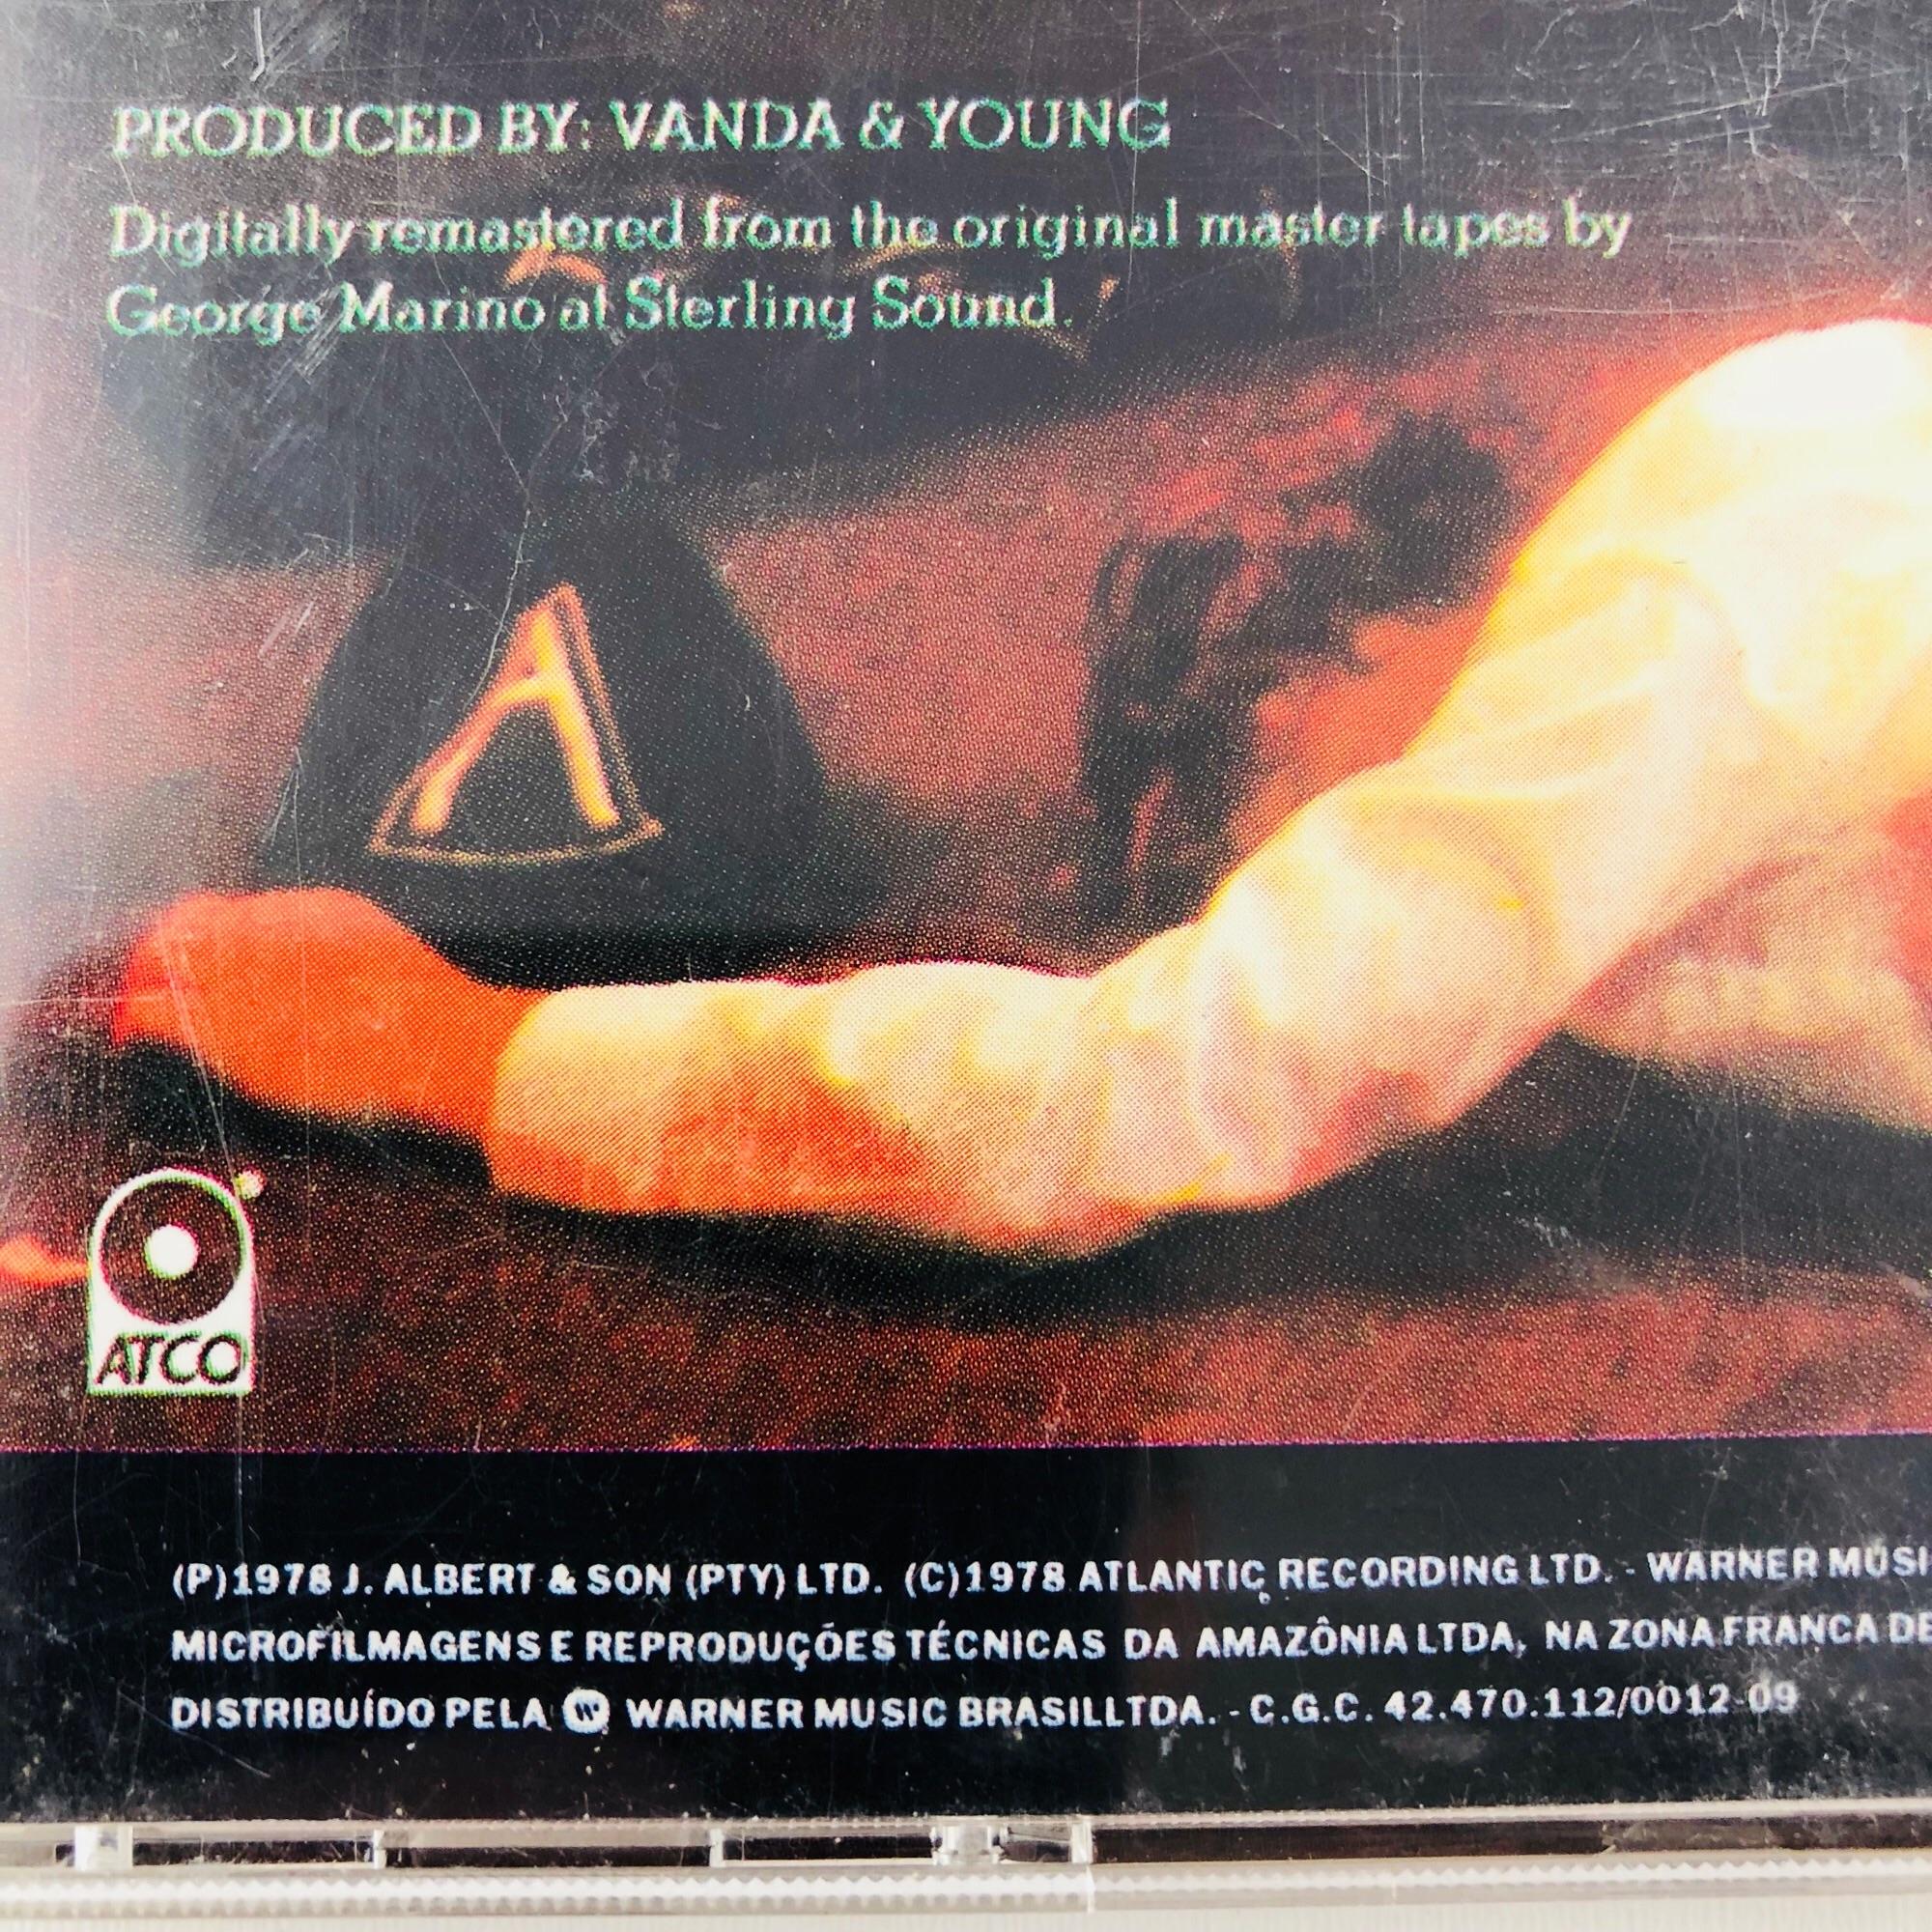 PRODUCED BY: VANDA & YOUNG
Digitally remastered from the original master tapes by
George Marino at Sterling Sound.
A
ATCO
(P)1978 J. ALBERT & SON (PTY) LTD. (C)1978 ATLANTIC RECORDING LTD. - WARNER MUSI
MICROFILMAGENS E REPRODUÇÕES TÉCNICAS DA AMAZÔNIA LTDA, NA ZONA FRANCA DE
DISTRIBUÍDO PELA W WARNER MUSIC BRASIL LTDA. - C.G.C. 42.470.112/0012-09